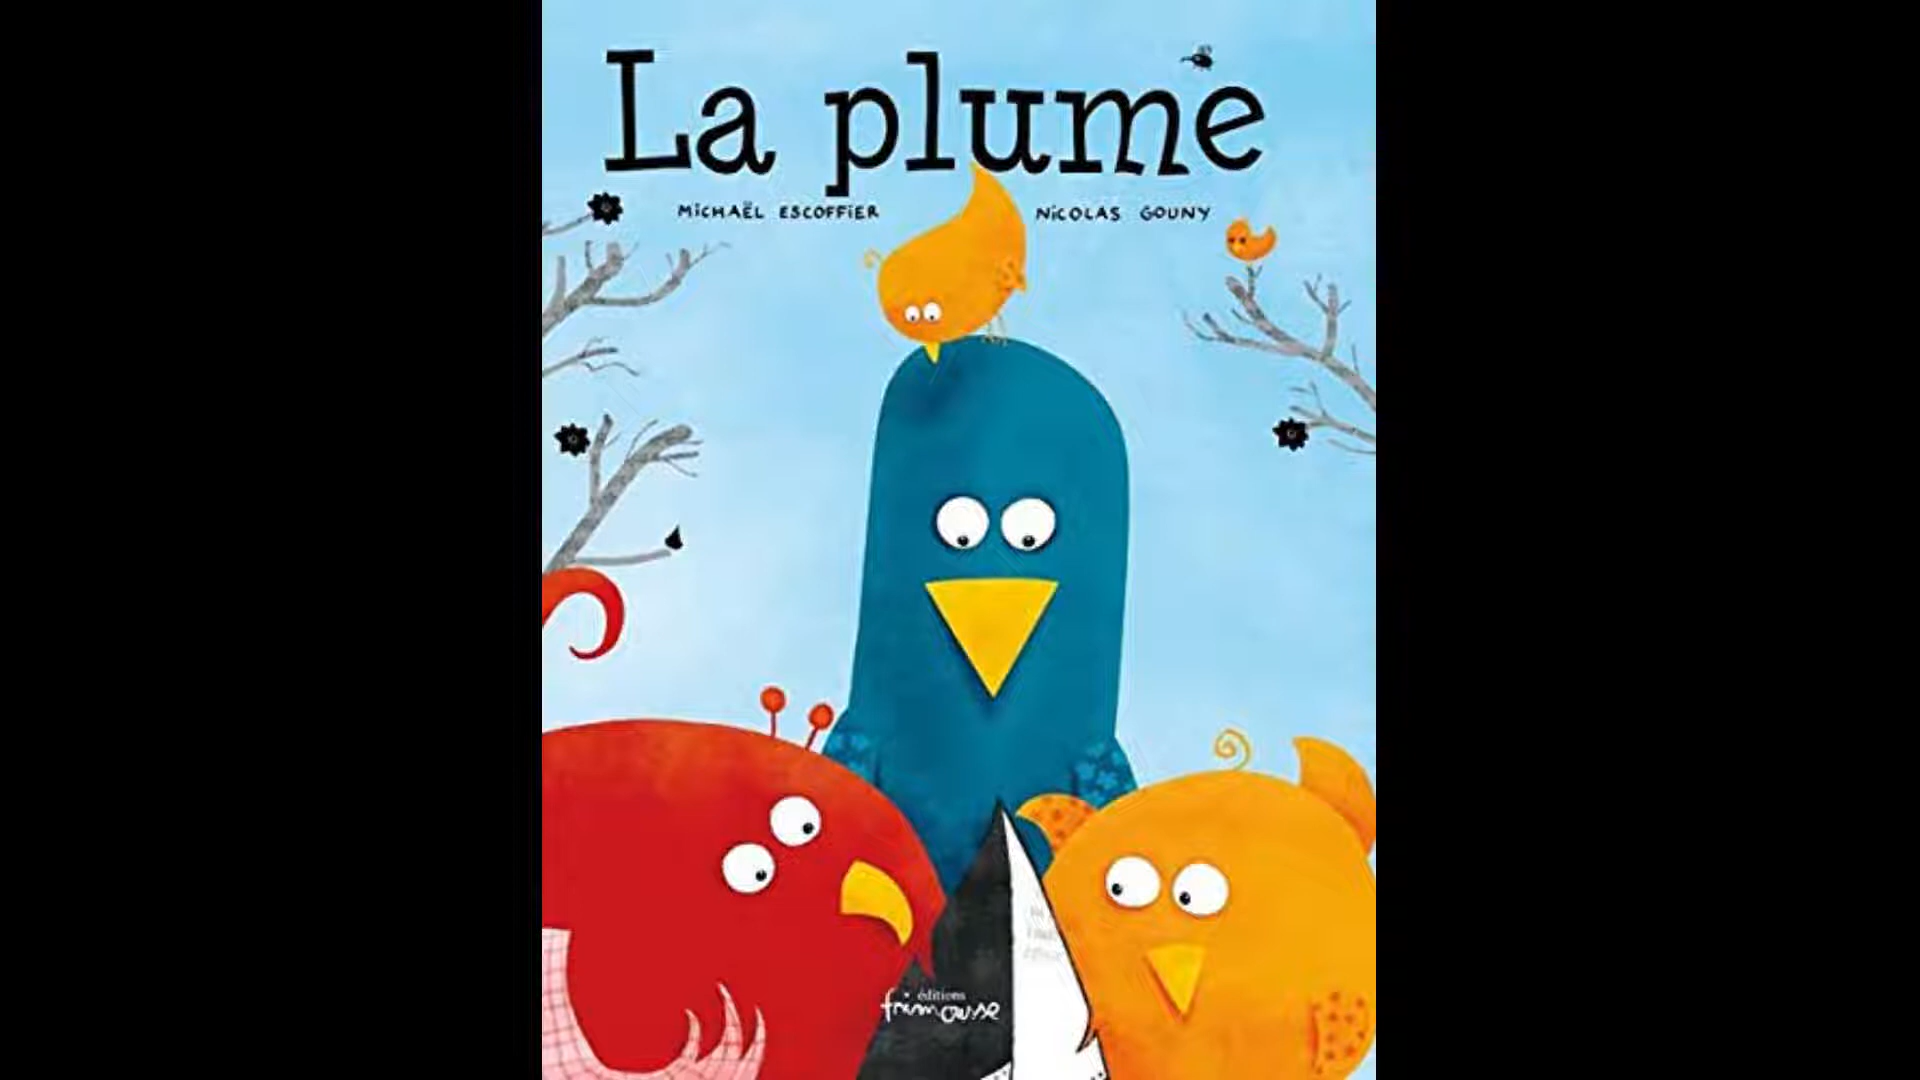 La plume
MiCHAËL ESCOFFiER
NiCOLAS GOUNY
éditions
frimousse